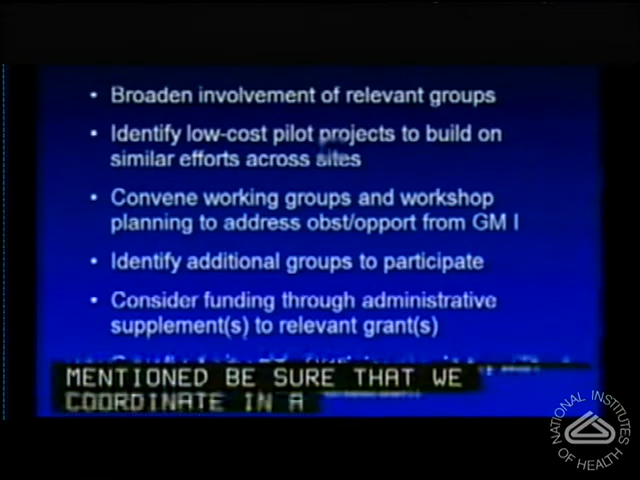 • Broaden involvement of relevant groups
• Identify low-cost pilot projects to build on
similar efforts across sites
• Convene working groups and workshop
planning to address obst/opport from GM I
• Identify additional groups to participate
• Consider funding through administrative
supplement(s) to relevant grant(s)
MENTIONED BE SURE THAT WE
COORDINATE IN A
NATIONAL INSTITUTES
OF HEALTH